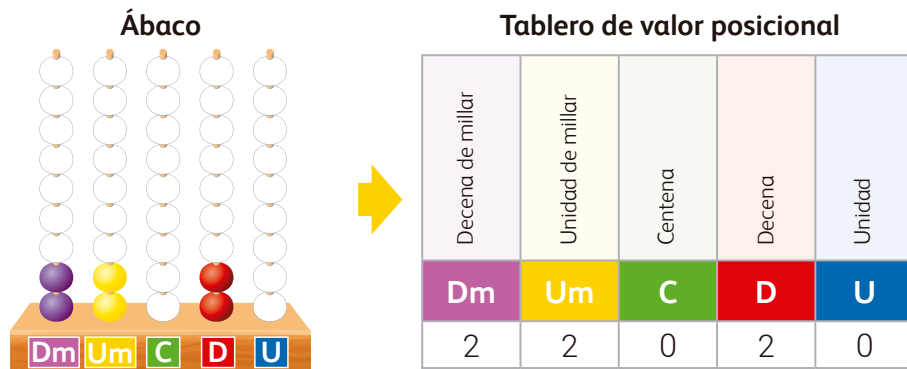 Ábaco
Dm Um C D U
Tablero de valor posicional
Decena de millar
Unidad de millar
Centena
Decena
Unidad
Dm Um C D U
2 2 0 2 0